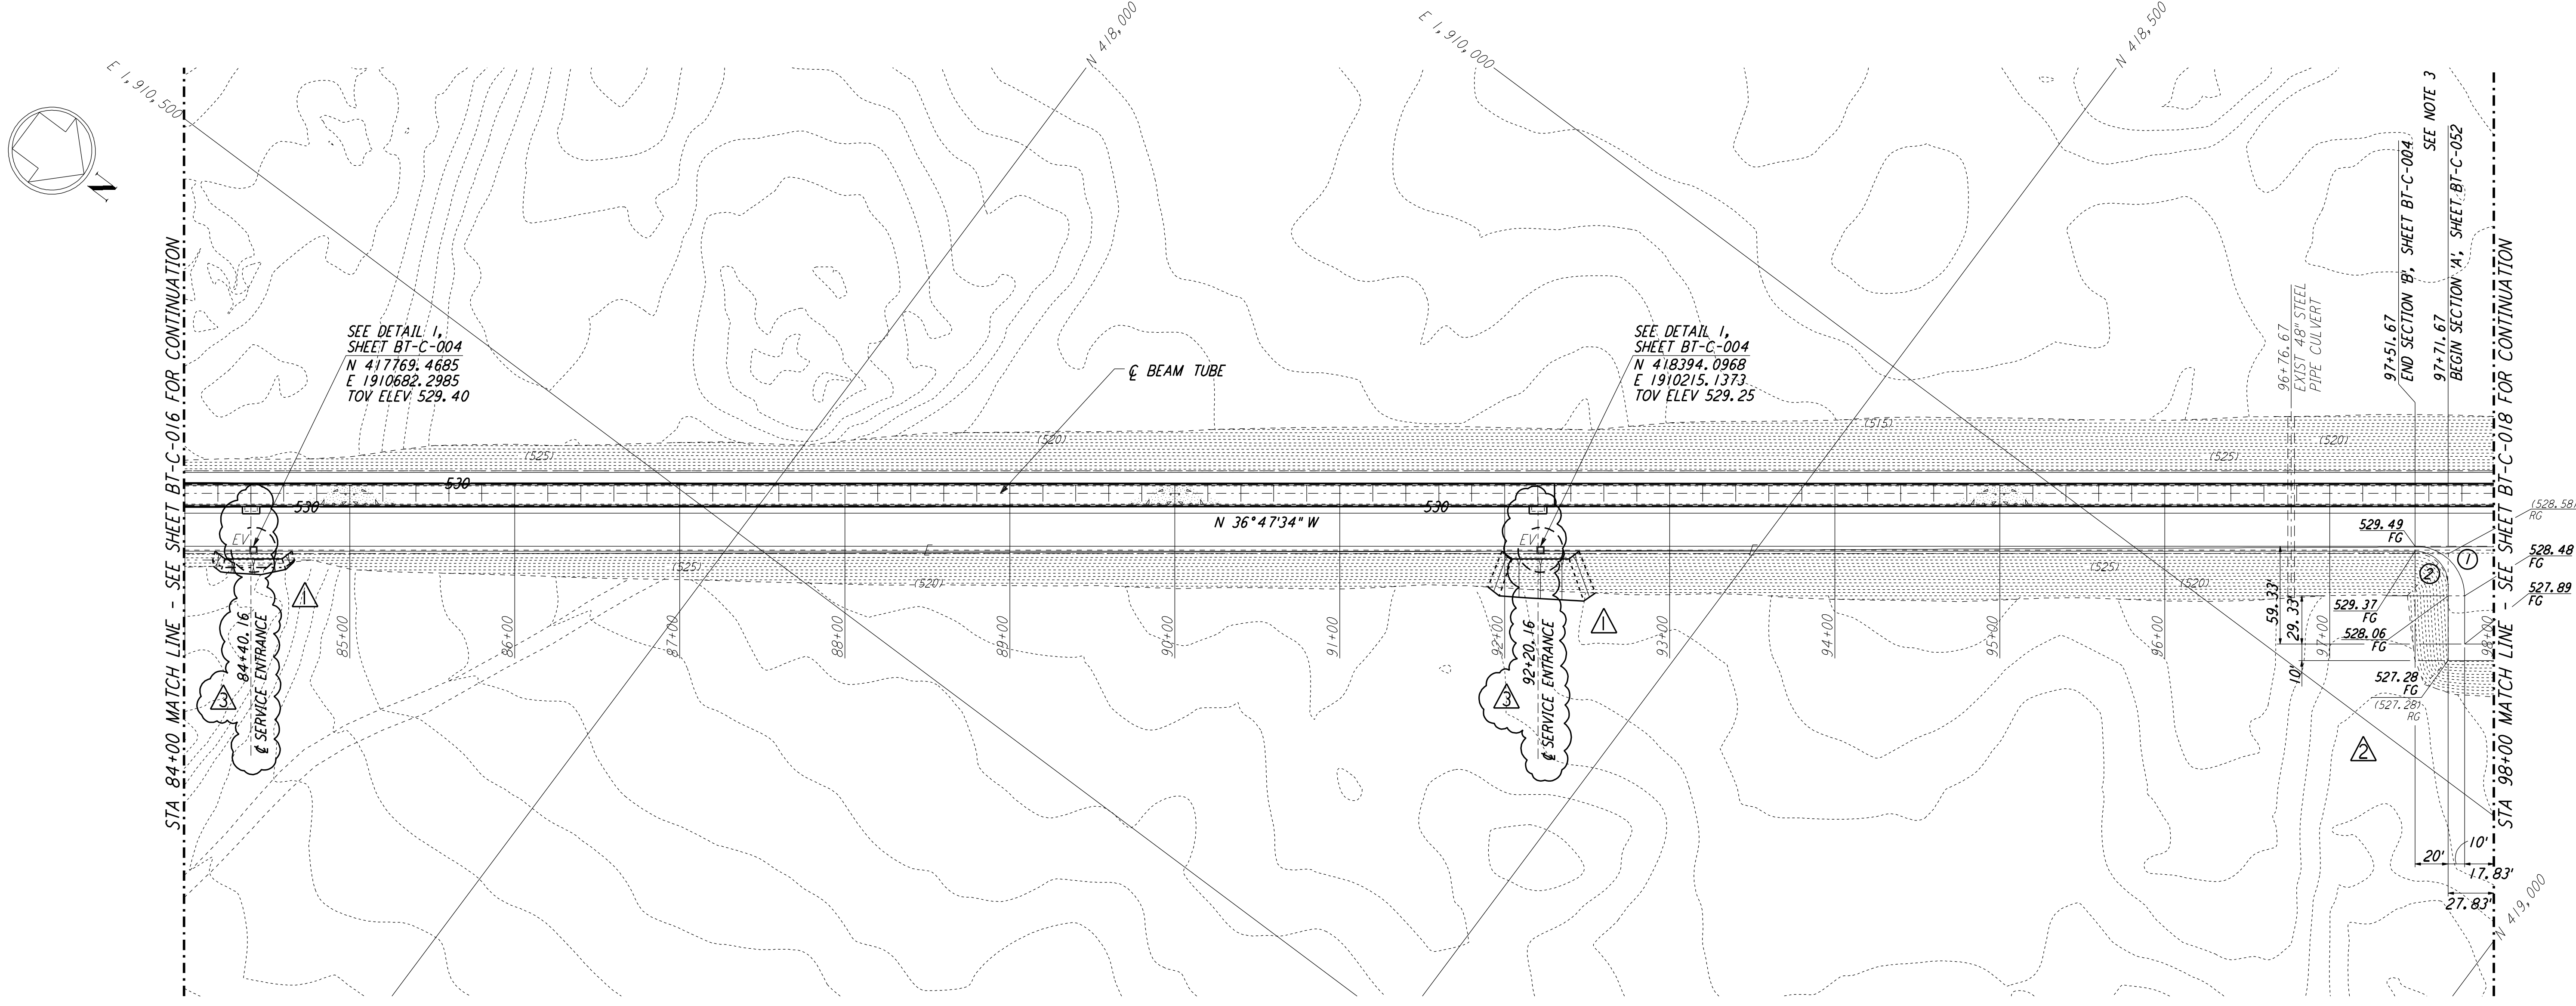 E 1,910,500
N 418,000
E 1,910,000
N 418,500
N
STA 84+00 MATCH LINE - SEE SHEET BT-C-016 FOR CONTINUATION
SEE DETAIL 1,
SHEET BT-C-004
N 417769.4685
E 1910682.2985
TOV ELEV 529.40
℄ BEAM TUBE
SEE DETAIL 1,
SHEET BT-C-004
N 418394.0968
E 1910215.1373
TOV ELEV 529.25
96+76.67
EXIST 48" STEEL
PIPE CULVERT
97+51.67
END SECTION 'B', SHEET BT-C-004
SEE NOTE 3
97+71.67
BEGIN SECTION 'A', SHEET BT-C-052
STA 98+00 MATCH LINE - SEE SHEET BT-C-018 FOR CONTINUATION
(525)
(520)
(515)
(520)
(525)
530
530
530
N 36°47'34" W
EV
E
EV
E
(525)
(520)
(525)
(520)
(528.58)
RG
529.49
FG
528.48
FG
527.89
FG
1
2
529.37
FG
528.06
FG
527.28
FG
(527.28)
RG
59.33'
29.33'
10'
1
1
84+40.16
℄ SERVICE ENTRANCE
3
85+00
86+00
87+00
88+00
89+00
90+00
91+00
92+00
92+20.16
℄ SERVICE ENTRANCE
3
93+00
94+00
95+00
96+00
97+00
98+00
2
20'
10'
17.83'
27.83'
N 419,000